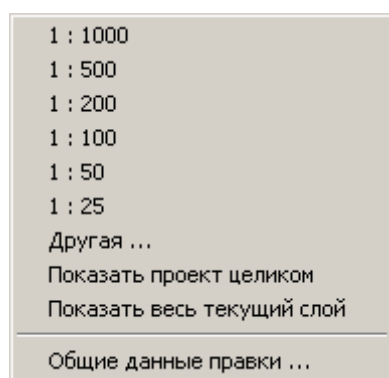 1 : 1000
1 : 500
1 : 200
1 : 100
1 : 50
1 : 25
Другая ...
Показать проект целиком
Показать весь текущий слой
Общие данные правки ...